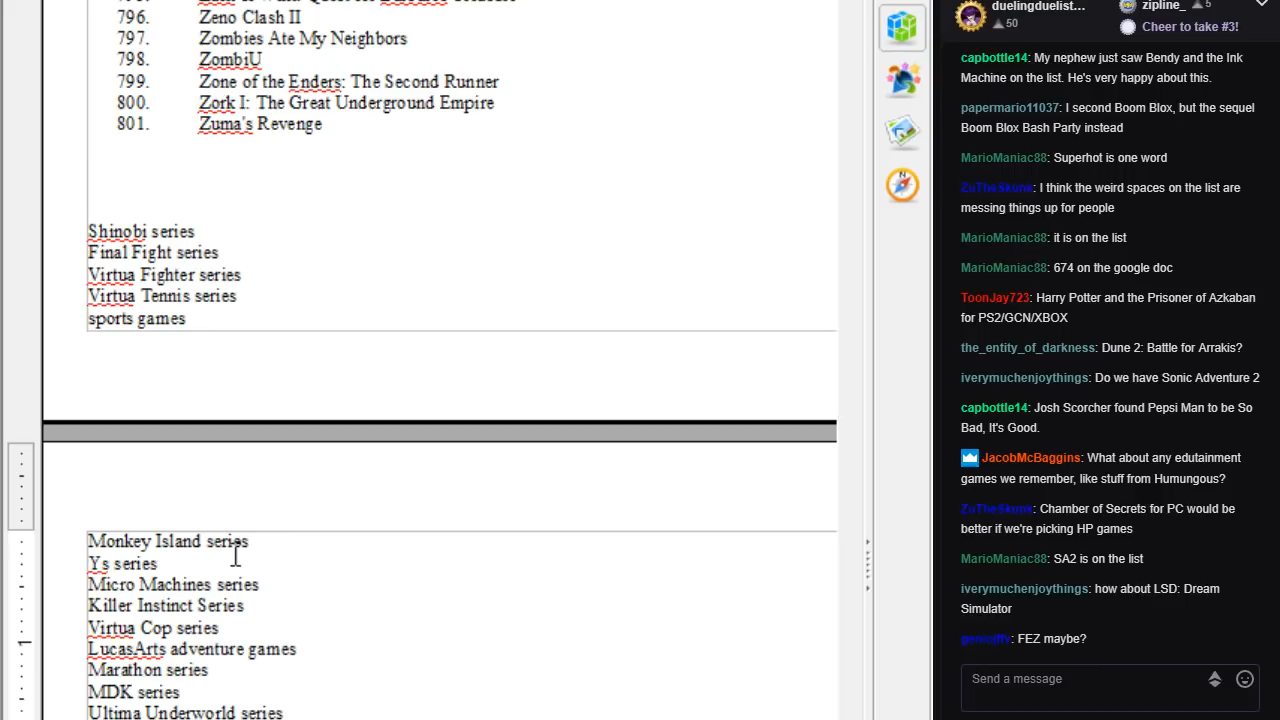 796. Zeno Clash II
797. Zombies Ate My Neighbors
798. ZombiU
799. Zone of the Enders: The Second Runner
800. Zork I: The Great Underground Empire
801. Zuma's Revenge
Shinobi series
Final Fight series
Virtua Fighter series
Virtua Tennis series
sports games
Monkey Island series
Ys series
Micro Machines series
Killer Instinct Series
Virtua Cop series
LucasArts adventure games
Marathon series
MDK series
Ultima Underworld series
duelingduelist...
50
zipline_ 5
Cheer to take #3!
capbottle14: My nephew just saw Bendy and the Ink
Machine on the list. He's very happy about this.
papermario11037: I second Boom Blox, but the sequel
Boom Blox Bash Party instead
MarioManiac88: Superhot is one word
ZuTheSkunk: I think the weird spaces on the list are
messing things up for people
MarioManiac88: it is on the list
MarioManiac88: 674 on the google doc
ToonJay723: Harry Potter and the Prisoner of Azkaban
for PS2/GCN/XBOX
the_entity_of_darkness: Dune 2: Battle for Arrakis?
iverymuchenjoythings: Do we have Sonic Adventure 2
capbottle14: Josh Scorcher found Pepsi Man to be So
Bad, It's Good.
JacobMcBaggins: What about any edutainment
games we remember, like stuff from Humungous?
ZuTheSkunk: Chamber of Secrets for PC would be
better if we're picking HP games
MarioManiac88: SA2 is on the list
iverymuchenjoythings: how about LSD: Dream
Simulator
FEZ maybe?
Send a message